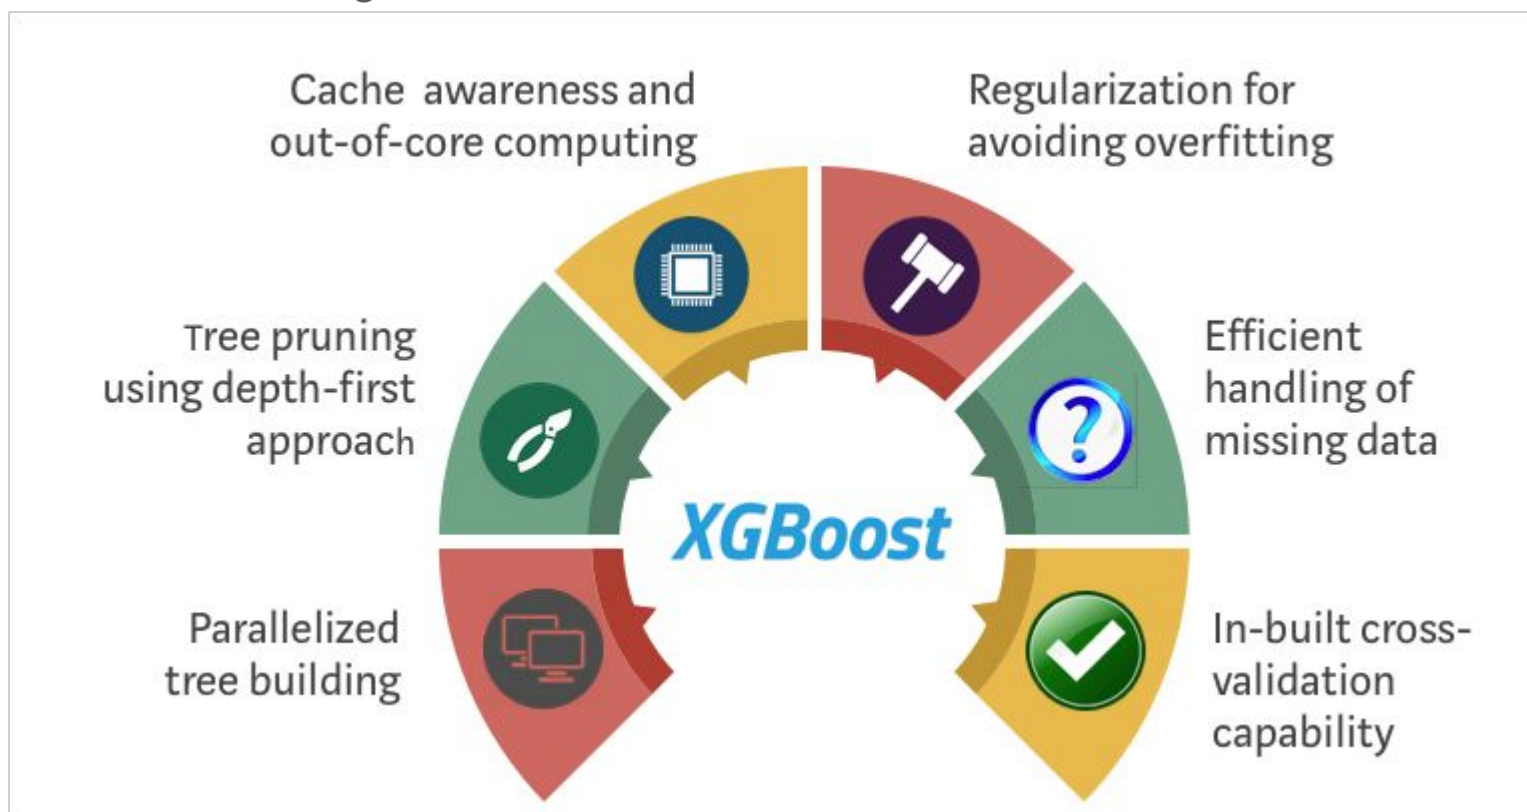 Cache awareness and
out-of-core computing
Regularization for
avoiding overfitting
Tree pruning
using depth-first
approach
Efficient
handling of
missing data
XGBoost
Parallelized
tree building
In-built cross-
validation
capability